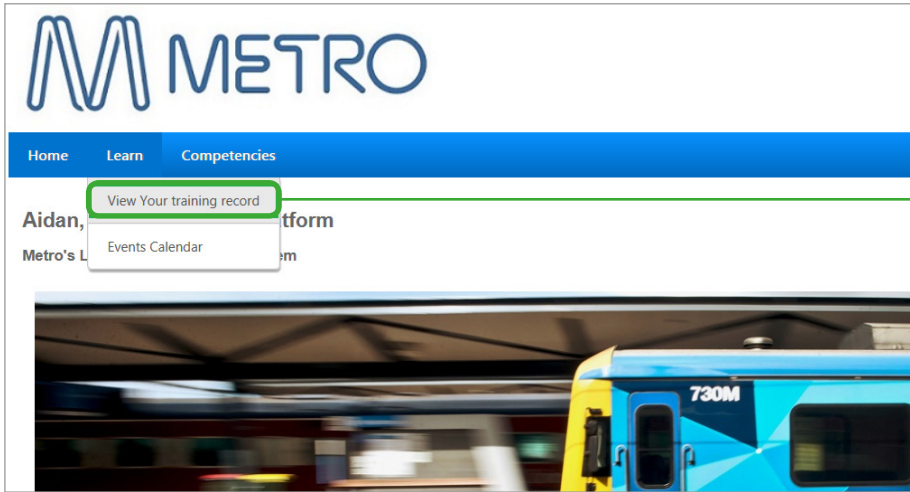 METRO
Home Learn Competencies
View Your training record
Aidan, tform
Events Calendar
Metro's L em
730M